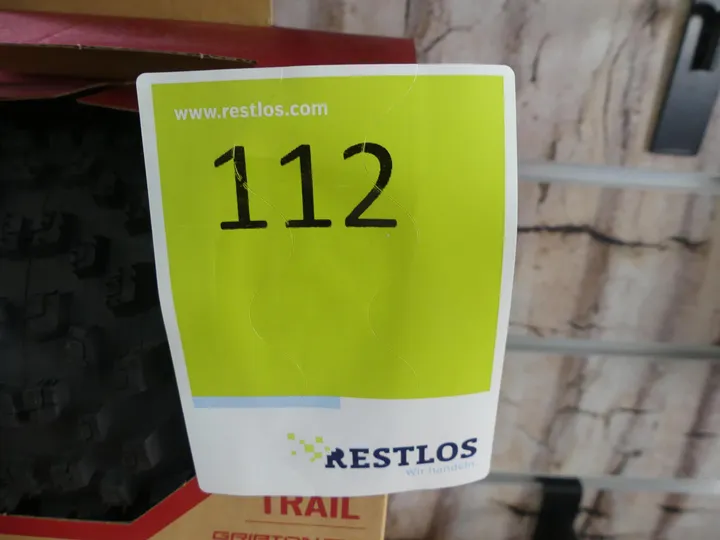 www.restlos.com
112
RESTLOS
Wir handeln.
TRAIL